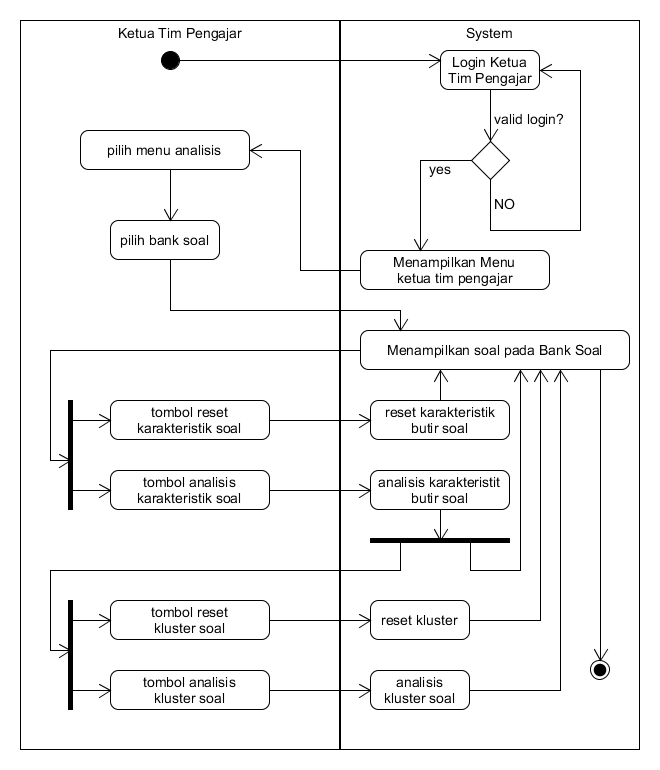 Ketua Tim Pengajar
System
Login Ketua
Tim Pengajar
valid login?
yes
NO
pilih menu analisis
pilih bank soal
Menampilkan Menu
ketua tim pengajar
Menampilkan soal pada Bank Soal
tombol reset
karakteristik soal
reset karakteristik
butir soal
tombol analisis
karakteristik soal
analisis karakteristit
butir soal
tombol reset
kluster soal
reset kluster
tombol analisis
kluster soal
analisis
kluster soal